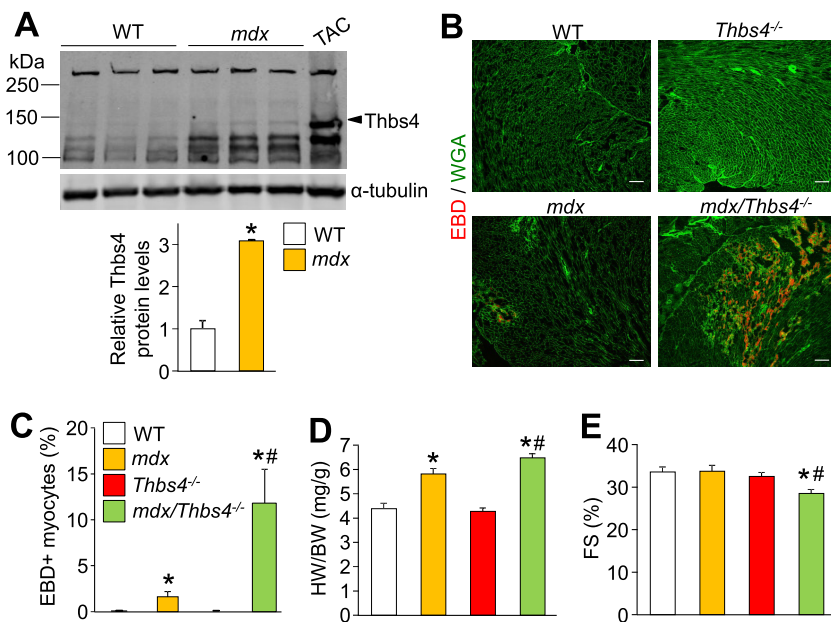 A
WT
mdx
TAC
kDa
250
150
100
Thbs4
α-tubulin
Relative Thbs4
protein levels
3
2
1
0
*
WT
mdx
B
EBD / WGA
WT
Thbs4-/-
mdx
mdx/Thbs4-/-
C
EBD+ myocytes (%)
20
15
10
5
0
WT
mdx
Thbs4-/-
mdx/Thbs4-/-
*
*#
D
HW/BW (mg/g)
7
6
5
4
3
2
1
0
*
*#
E
FS (%)
40
30
20
10
0
*#